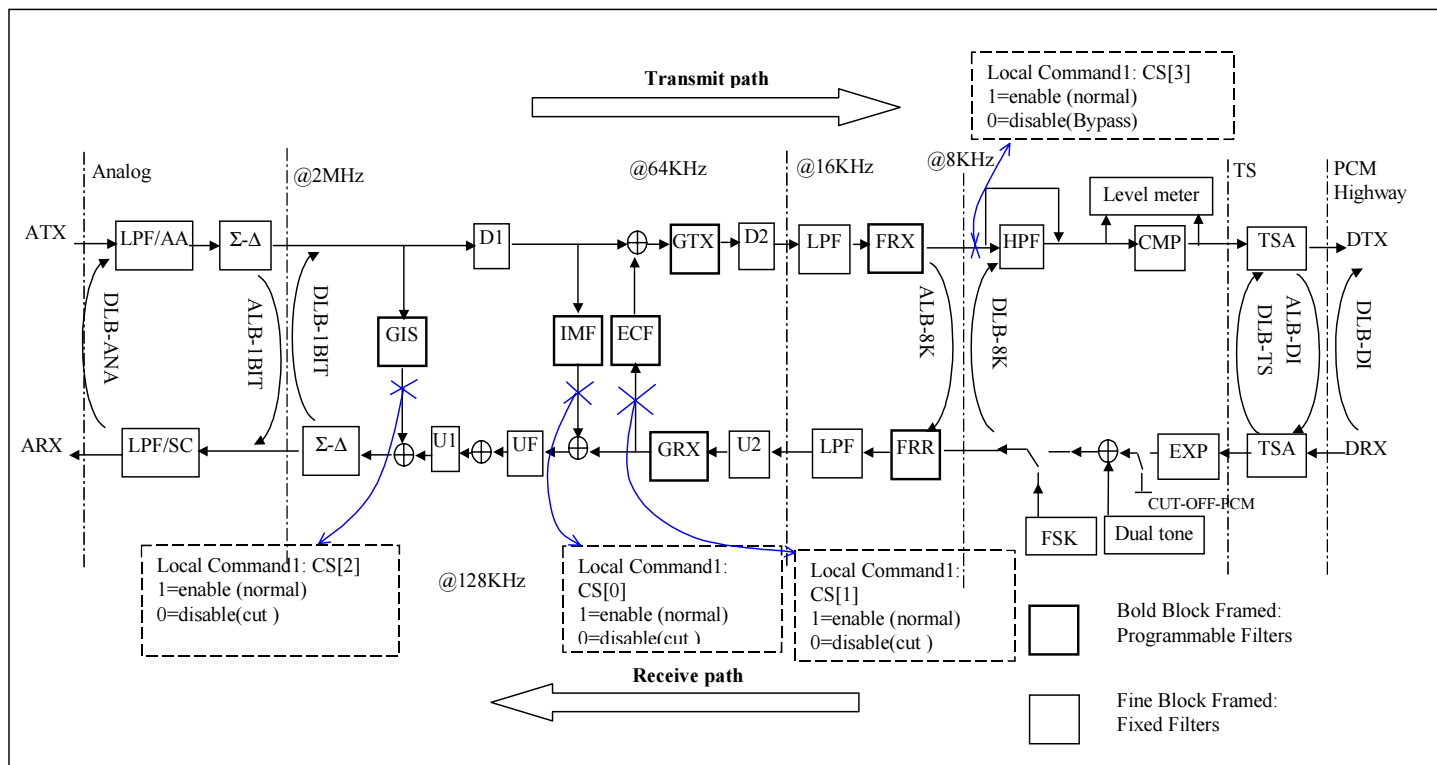 Transmit path
Local Command1: CS[3]
1=enable (normal)
0=disable(Bypass)
Analog
@2MHz
@64KHz
@16KHz
@8KHz
TS
PCM
Highway
Level meter
ATX
LPF/AA
Σ-Δ
D1
GTX
D2
LPF
FRX
HPF
CMP
TSA
DTX
DLB-ANA
ALB-1BIT
DLB-1BIT
GIS
IMF
ECF
ALB-8K
DLB-8K
DLB-TS
ALB-DI
DLB-DI
ARX
LPF/SC
Σ-Δ
U1
UF
GRX
U2
LPF
FRR
EXP
TSA
DRX
CUT-OFF-PCM
FSK
Dual tone
Local Command1: CS[2]
1=enable (normal)
0=disable(cut )
@128KHz
Local Command1:
CS[0]
1=enable (normal)
0=disable(cut )
Local Command1:
CS[1]
1=enable (normal)
0=disable(cut )
Bold Block Framed:
Programmable Filters
Receive path
Fine Block Framed:
Fixed Filters